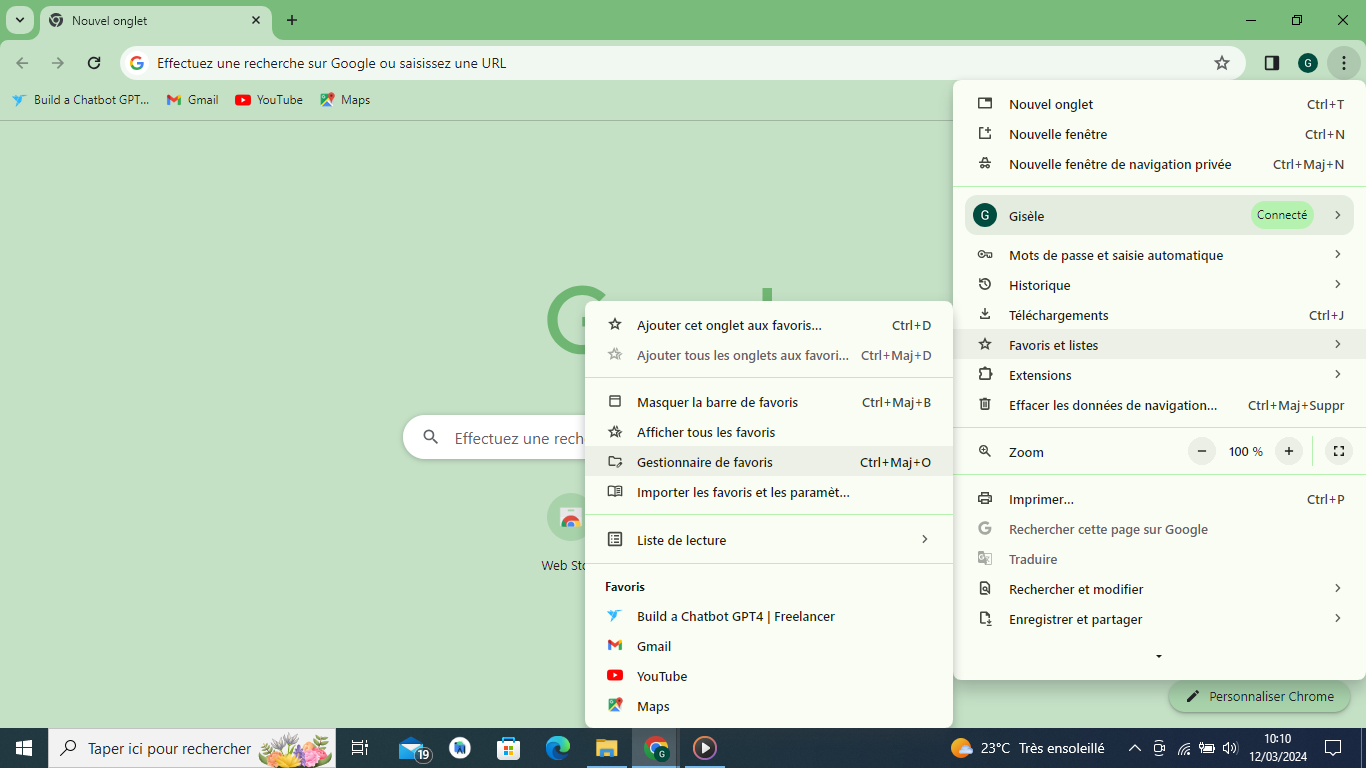 Nouvel onglet
Effectuez une recherche sur Google ou saisissez une URL
G
Build a Chatbot GPT...
Gmail
YouTube
Maps
Nouvel onglet Ctrl+T
Nouvelle fenêtre Ctrl+N
Nouvelle fenêtre de navigation privée Ctrl+Maj+N
G Gisèle Connecté
Mots de passe et saisie automatique
Historique
Téléchargements Ctrl+J
Favoris et listes
Extensions
Effacer les données de navigation... Ctrl+Maj+Suppr
Zoom − 100 % +
Imprimer... Ctrl+P
Rechercher cette page sur Google
Traduire
Rechercher et modifier
Enregistrer et partager
Ajouter cet onglet aux favoris... Ctrl+D
Ajouter tous les onglets aux favori... Ctrl+Maj+D
Masquer la barre de favoris Ctrl+Maj+B
Afficher tous les favoris
Gestionnaire de favoris Ctrl+Maj+O
Importer les favoris et les paramèt...
Liste de lecture
Favoris
Build a Chatbot GPT4 | Freelancer
Gmail
YouTube
Maps
Effectuez une rech
Web Sto
Personnaliser Chrome
Taper ici pour rechercher
19
G
23°C Très ensoleillé
10:10
12/03/2024